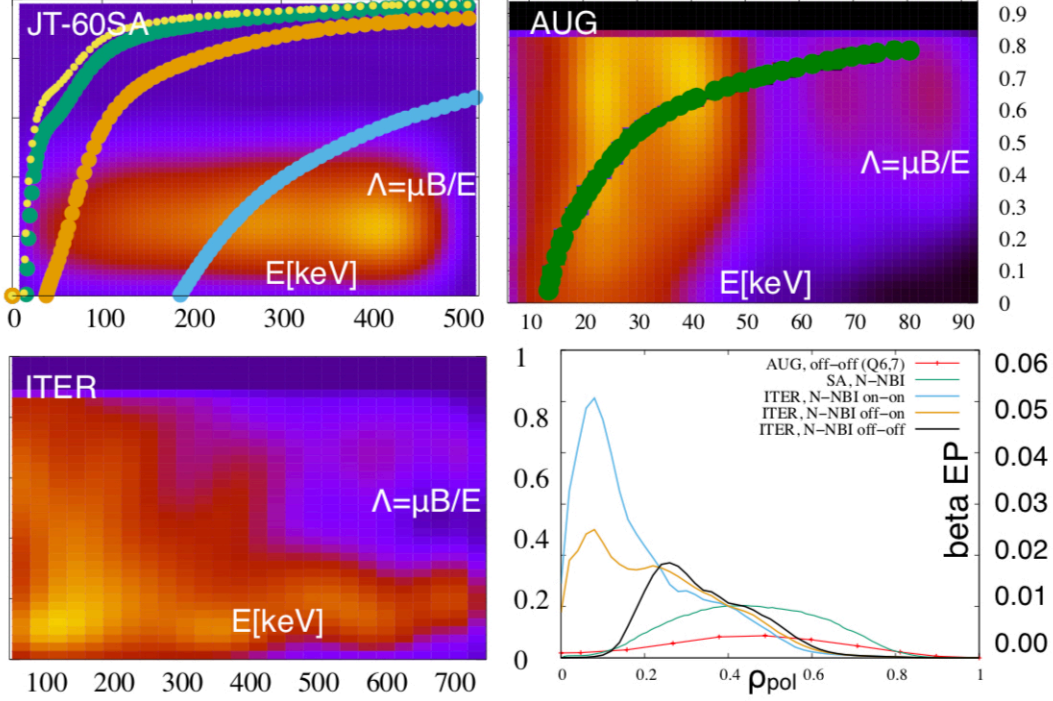 JT-60SA
Λ=μB/E
E[keV]
0 100 200 300 400 500
AUG
Λ=μB/E
E[keV]
0.9
0.8
0.7
0.6
0.5
0.4
0.3
0.2
0.1
0
10 20 30 40 50 60 70 80 90
ITER
Λ=μB/E
E[keV]
100 200 300 400 500 600 700
1
0.8
0.6
0.4
0.2
0
AUG, off-off (Q6,7)
SA, N-NBI
ITER, N-NBI on-on
ITER, N-NBI off-on
ITER, N-NBI off-off
0.06
0.05
0.04
0.03
0.02
0.01
0.00
beta EP
0 0.2 0.4 0.6 0.8 1
ρpol